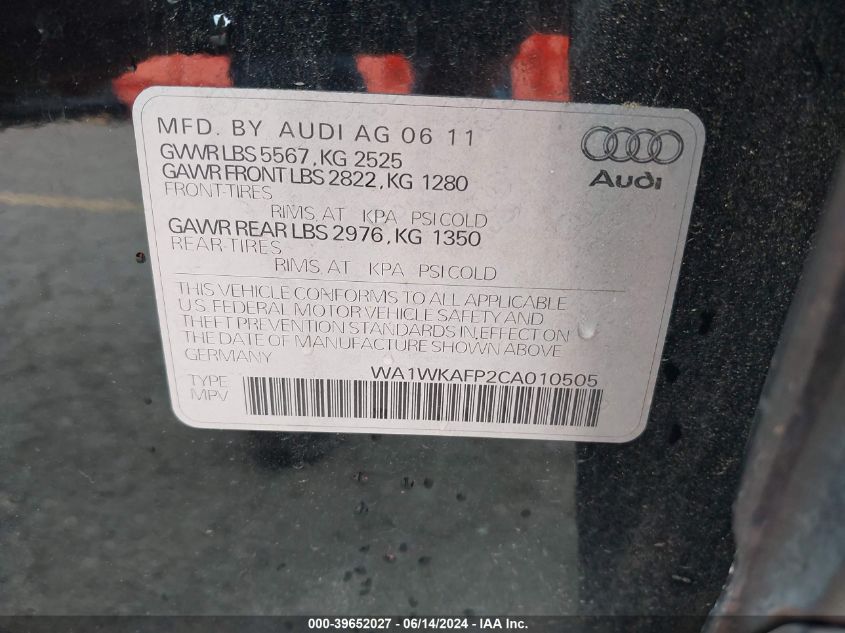 MFD. BY AUDI AG 06 11
GVWR LBS 5567, KG 2525
GAWR FRONT LBS 2822, KG 1280
FRONT-TIRES
RIMS, AT KPA PSI COLD
GAWR REAR LBS 2976, KG 1350
REAR-TIRES
RIMS, AT KPA PSI COLD
THIS VEHICLE CONFORMS TO ALL APPLICABLE
U.S. FEDERAL MOTOR VEHICLE SAFETY AND
THEFT PREVENTION STANDARDS IN EFFECT ON
THE DATE OF MANUFACTURE SHOWN ABOVE
GERMANY
WA1WKAFP2CA010505
TYPE
MPV
Audi
000-39652027 - 06/14/2024 - IAA Inc.